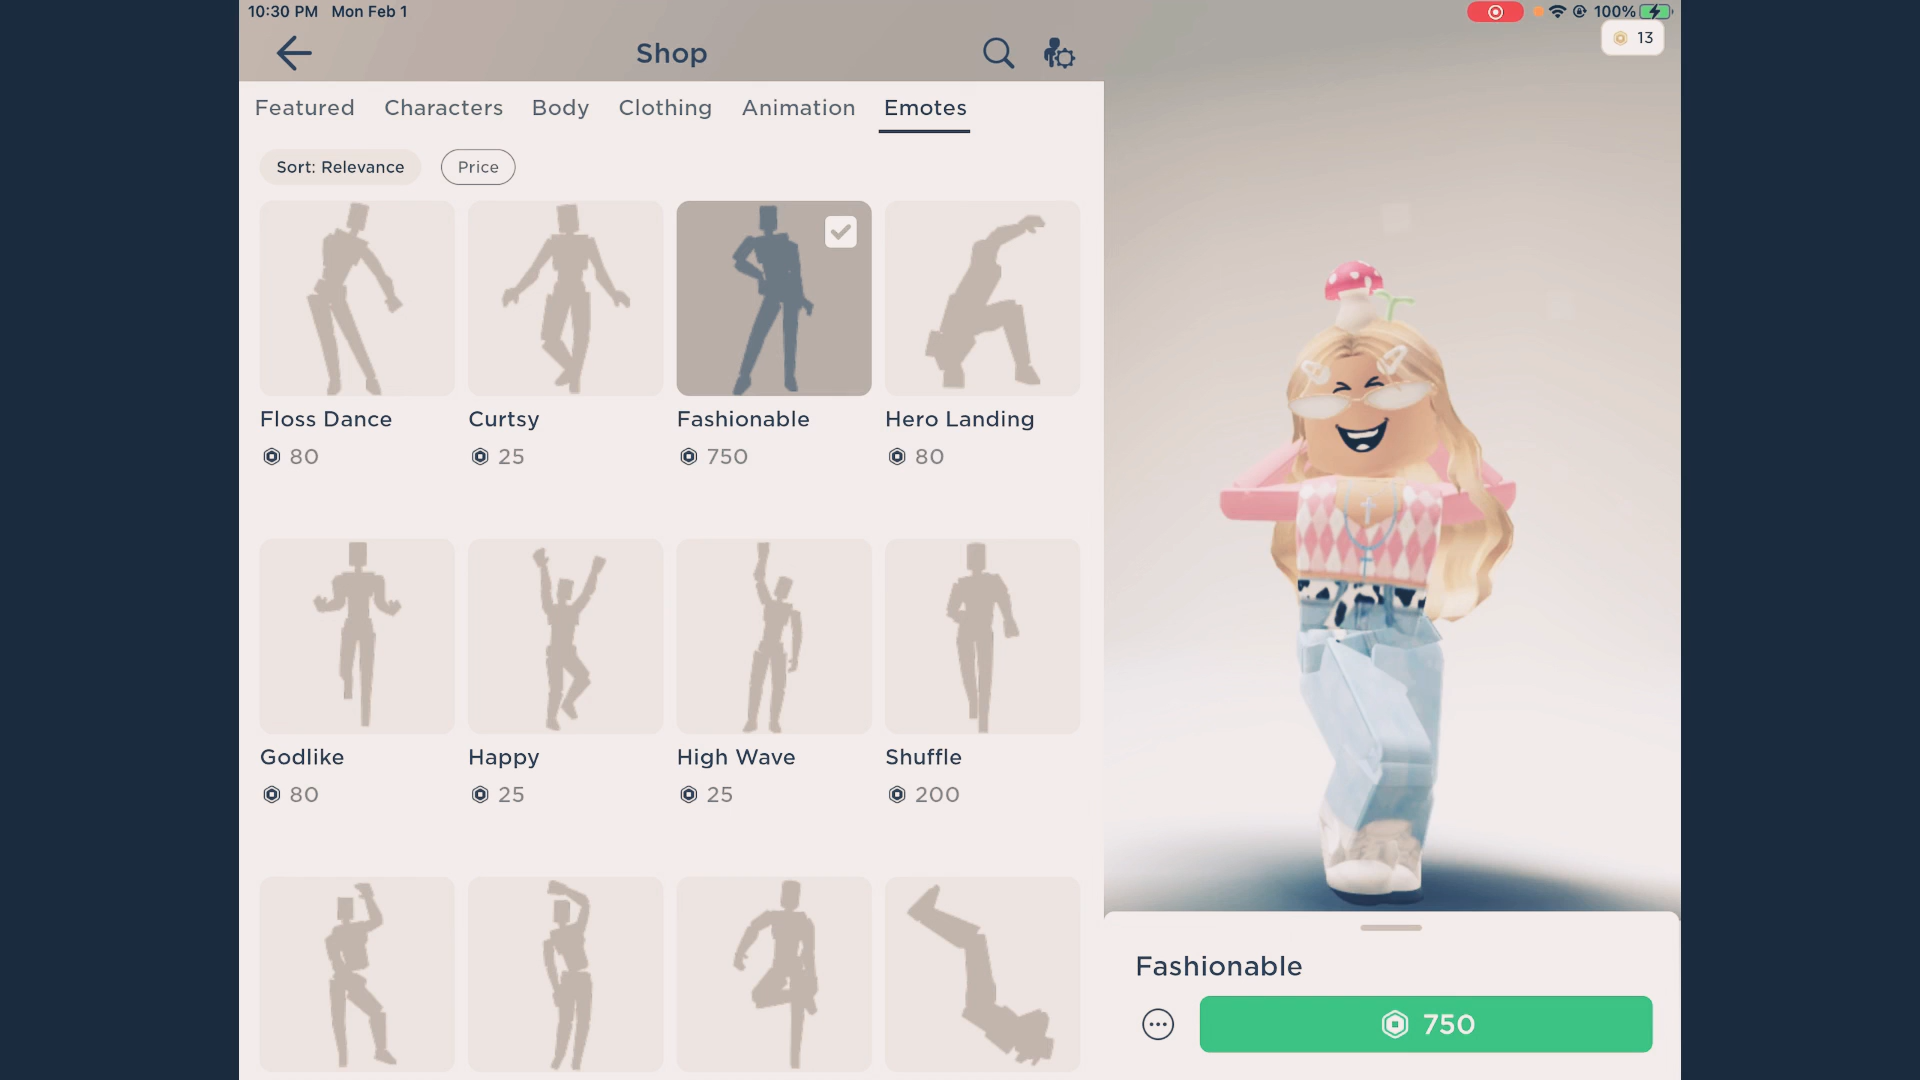 10:30 PM Mon Feb 1
100%
13
Shop
Featured Characters Body Clothing Animation Emotes
Sort: Relevance Price
Floss Dance Curtsy Fashionable Hero Landing
80 25 750 80
Godlike Happy High Wave Shuffle
80 25 25 200
Fashionable
750